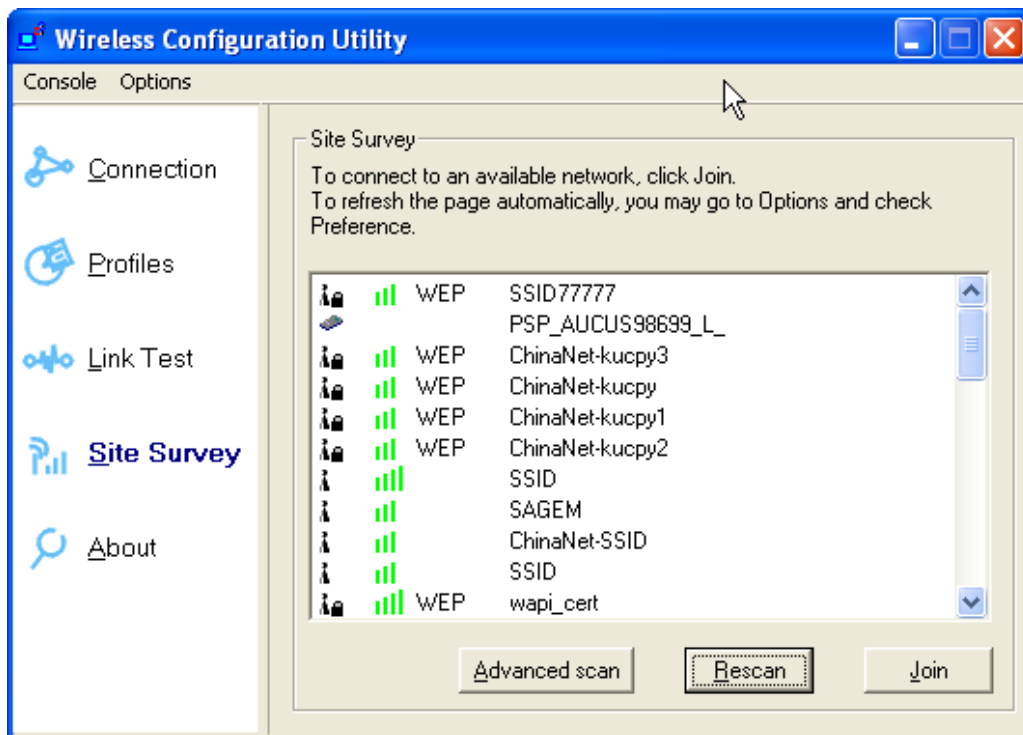 Wireless Configuration Utility
Console Options
Connection
Profiles
Link Test
Site Survey
About
Site Survey
To connect to an available network, click Join.
To refresh the page automatically, you may go to Options and check
Preference.
WEP SSID77777
PSP_AUCUS98699_L_
WEP ChinaNet-kucpy3
WEP ChinaNet-kucpy
WEP ChinaNet-kucpy1
WEP ChinaNet-kucpy2
SSID
SAGEM
ChinaNet-SSID
SSID
WEP wapi_cert
Advanced scan Rescan Join